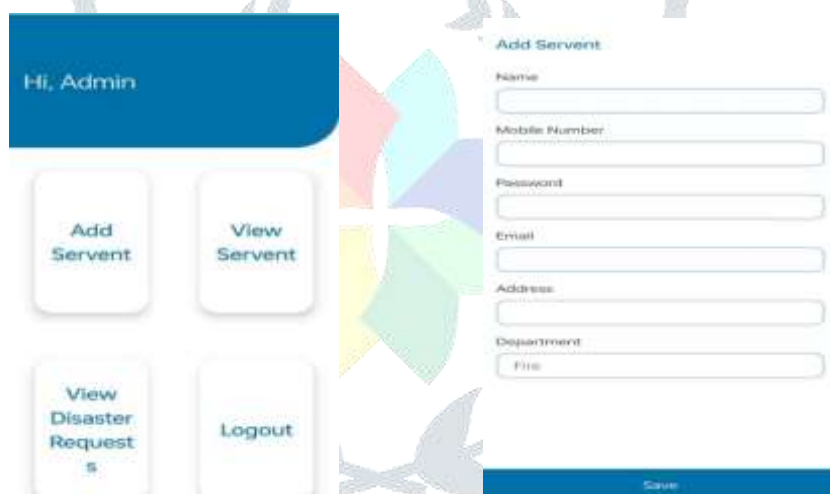 Hi, Admin
Add
Servent
View
Servent
View
Disaster
Request
s
Logout
Add Servent
Name
Mobile Number
Password
Email
Address
Department
Fire
Save